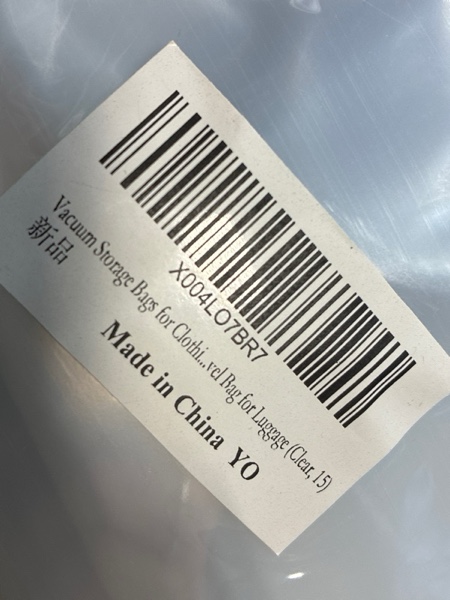 X004LO7BR7
Vacuum Storage Bags for Clothi...vel Bag for Luggage (Clear, 15)
新品
Made in China YO